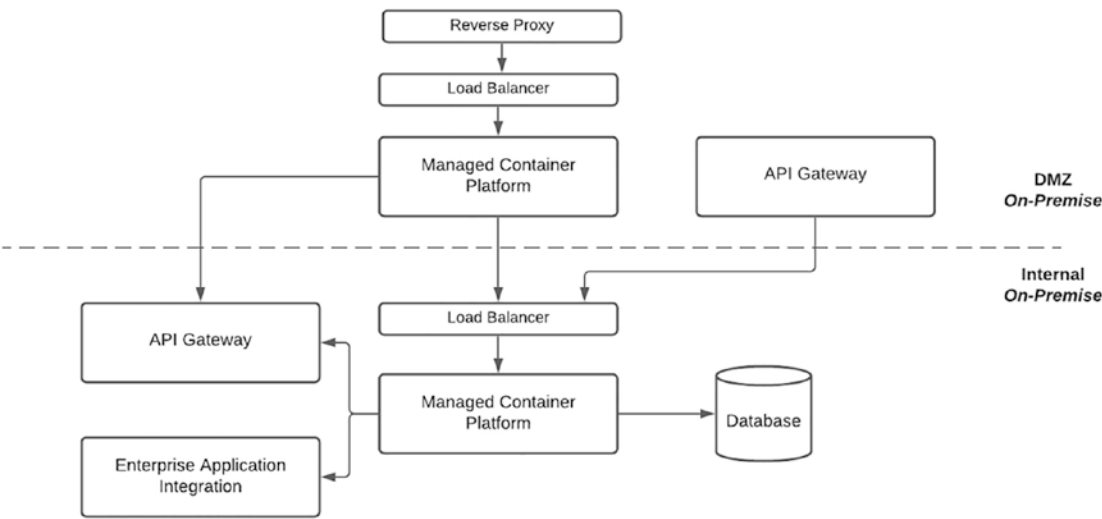 Reverse Proxy
Load Balancer
Managed Container
Platform
API Gateway
DMZ
On-Premise
Internal
On-Premise
Load Balancer
API Gateway
Managed Container
Platform
Database
Enterprise Application
Integration